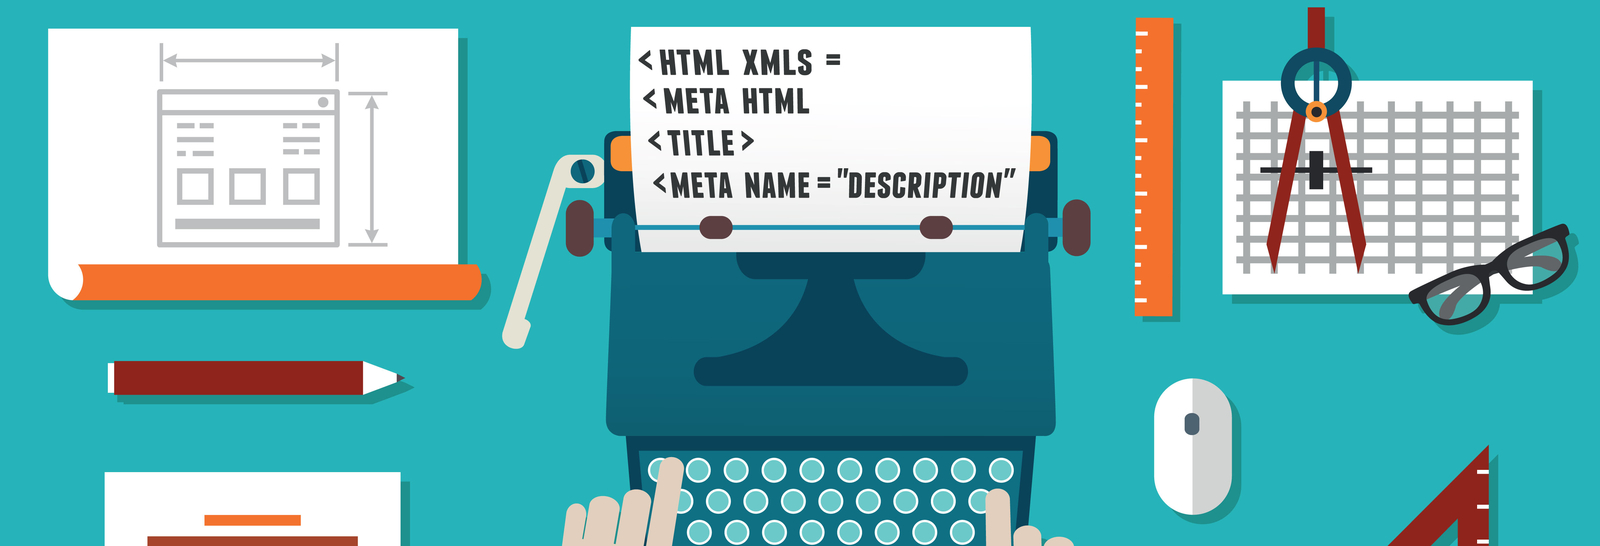 <HTML XMLS =
<META HTML
<TITLE>
<META NAME="DESCRIPTION"